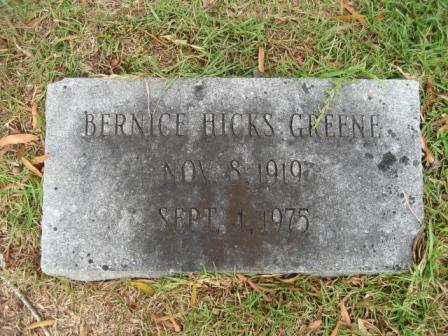 BERNICE HICKS GREENE
NOV. 8, 1919
SEPT. 4, 1975